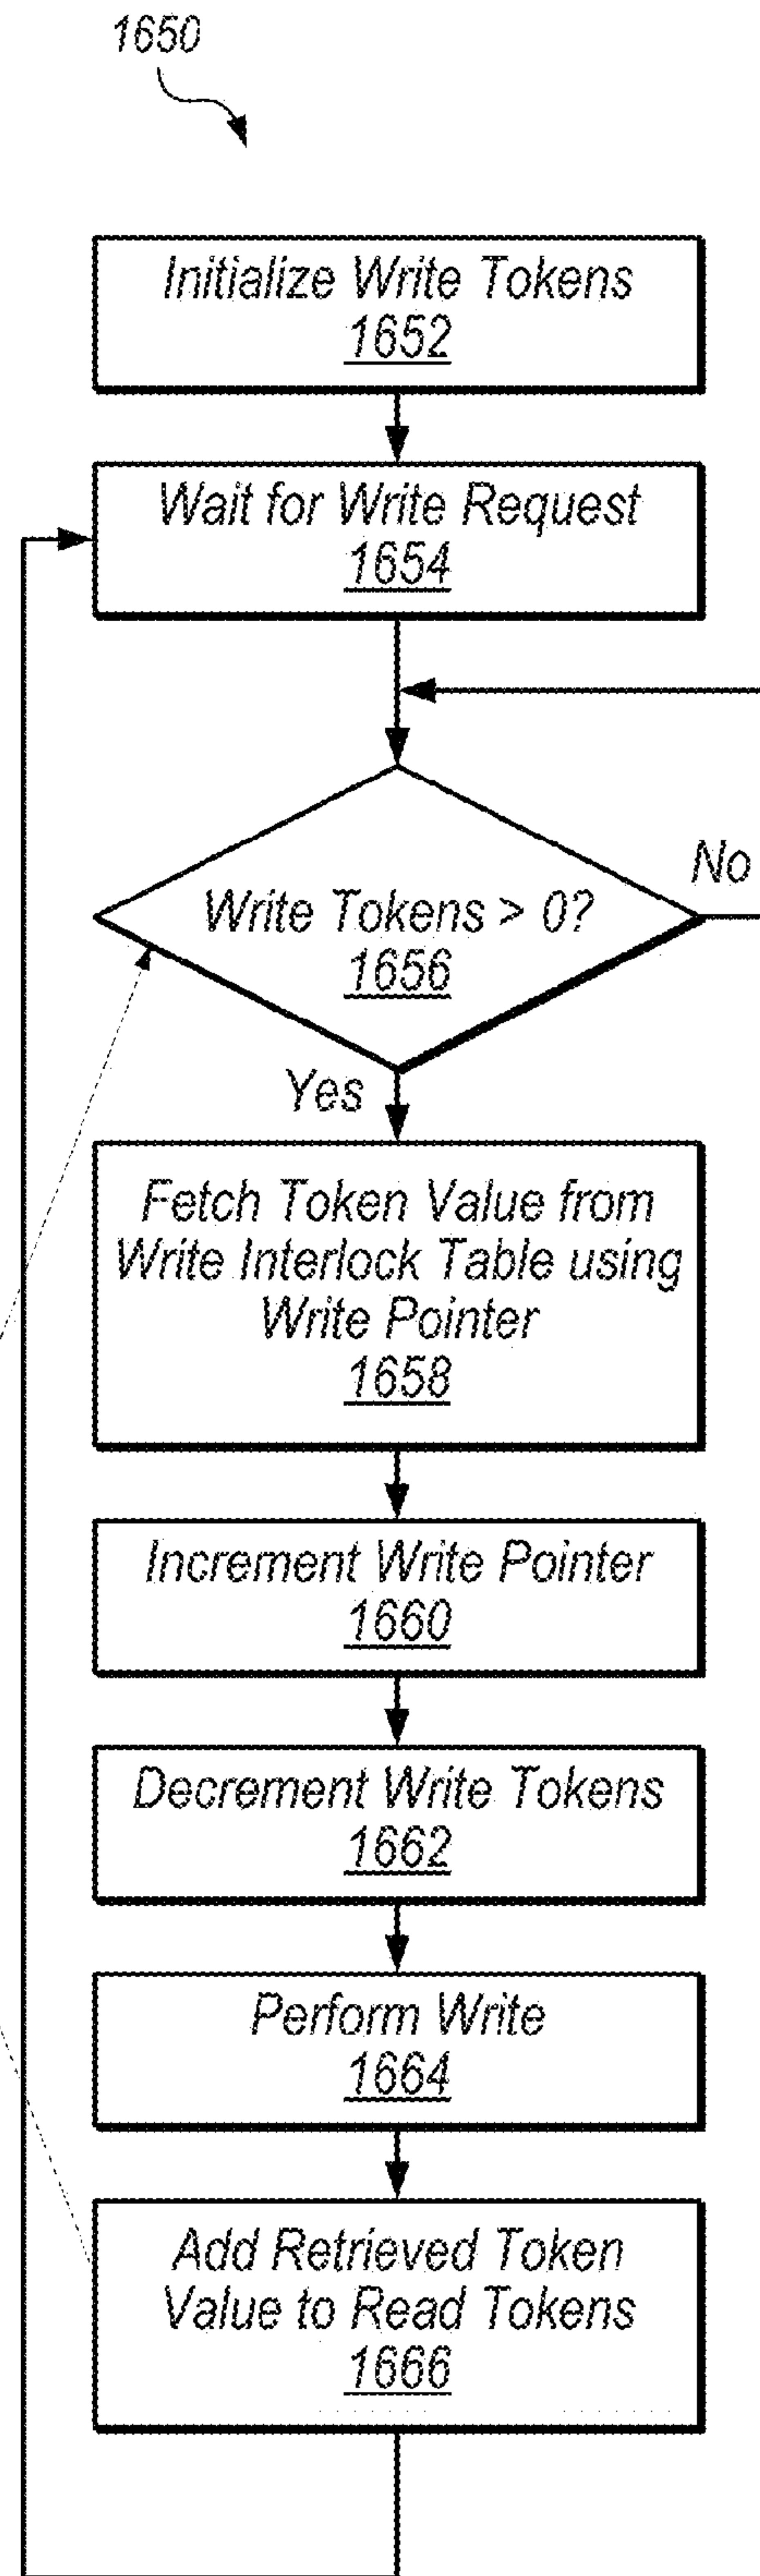 1650
Initialize Write Tokens
1652
Wait for Write Request
1654
No
Write Tokens > 0?
1656
Yes
Fetch Token Value from
Write Interlock Table using
Write Pointer
1658
Increment Write Pointer
1660
Decrement Write Tokens
1662
Perform Write
1664
Add Retrieved Token
Value to Read Tokens
1666